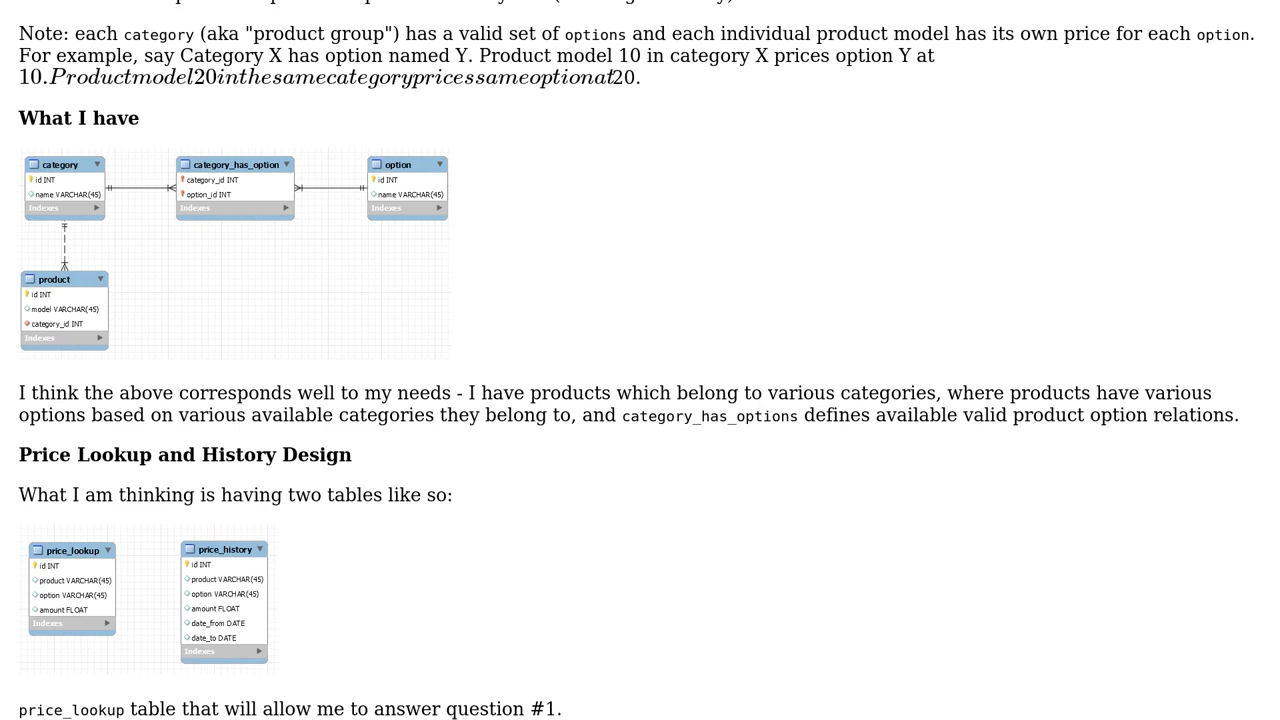 Note: each category (aka "product group") has a valid set of options and each individual product model has its own price for each option.
For example, say Category X has option named Y. Product model 10 in category X prices option Y at
10.Productmodel20inthesamecategorypricessameoptionat20.
What I have
category
id INT
name VARCHAR(45)
Indexes
category_has_option
category_id INT
option_id INT
Indexes
option
id INT
name VARCHAR(45)
Indexes
product
id INT
model VARCHAR(45)
category_id INT
Indexes
I think the above corresponds well to my needs - I have products which belong to various categories, where products have various
options based on various available categories they belong to, and category_has_options defines available valid product option relations.
Price Lookup and History Design
What I am thinking is having two tables like so:
price_lookup
id INT
product VARCHAR(45)
option VARCHAR(45)
amount FLOAT
Indexes
price_history
id INT
product VARCHAR(45)
option VARCHAR(45)
amount FLOAT
date_from DATE
date_to DATE
Indexes
price_lookup table that will allow me to answer question #1.